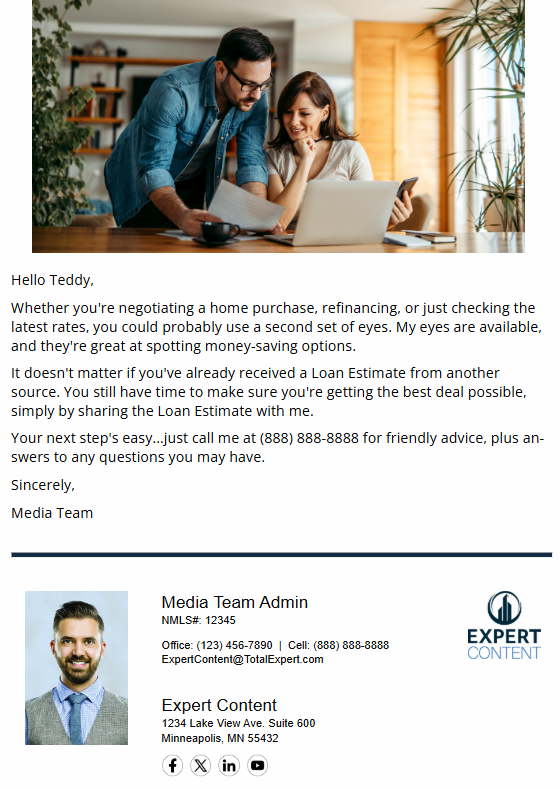 Hello Teddy,
Whether you're negotiating a home purchase, refinancing, or just checking the
latest rates, you could probably use a second set of eyes. My eyes are available,
and they're great at spotting money-saving options.
It doesn't matter if you've already received a Loan Estimate from another
source. You still have time to make sure you're getting the best deal possible,
simply by sharing the Loan Estimate with me.
Your next step's easy...just call me at (888) 888-8888 for friendly advice, plus an-
swers to any questions you may have.
Sincerely,
Media Team
Media Team Admin
NMLS#: 12345
Office: (123) 456-7890 | Cell: (888) 888-8888
ExpertContent@TotalExpert.com
EXPERT
CONTENT
Expert Content
1234 Lake View Ave. Suite 600
Minneapolis, MN 55432